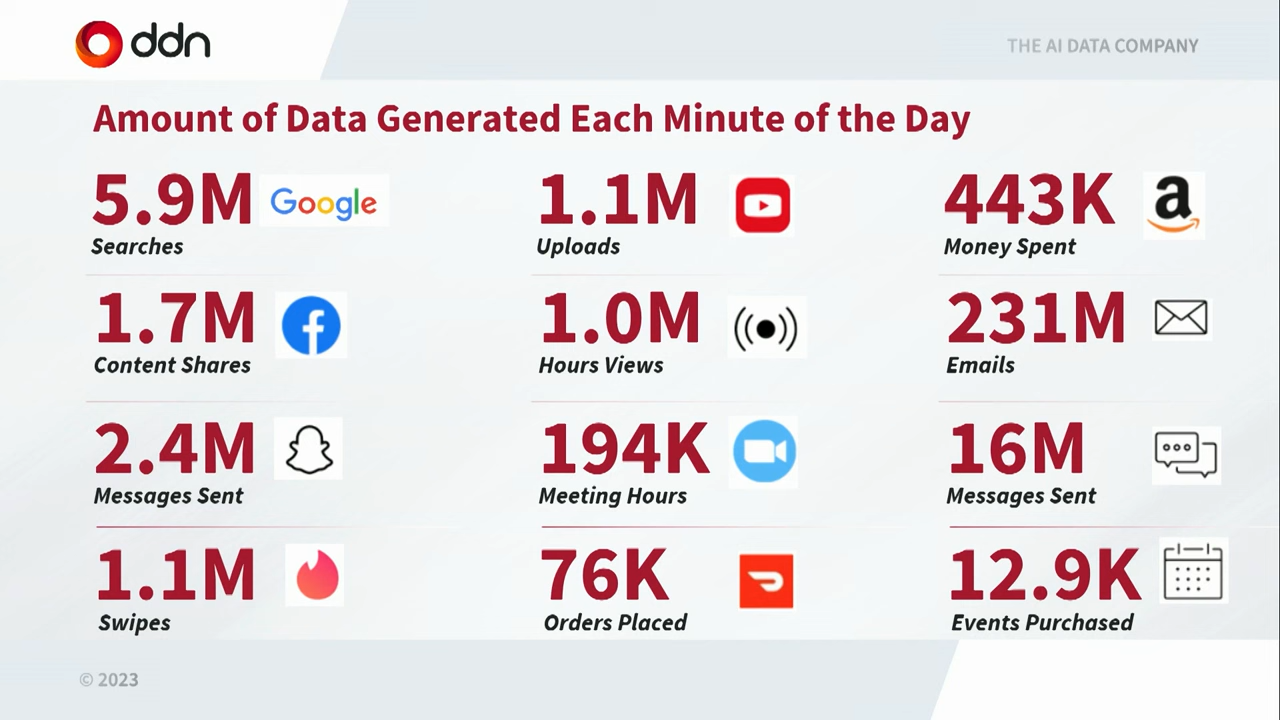 ddn
THE AI DATA COMPANY
Amount of Data Generated Each Minute of the Day
5.9M Google
Searches
1.1M
Uploads
443K a
Money Spent
1.7M f
Content Shares
1.0M
Hours Views
231M
Emails
2.4M
Messages Sent
194K
Meeting Hours
16M
Messages Sent
1.1M
Swipes
76K
Orders Placed
12.9K
Events Purchased
© 2023